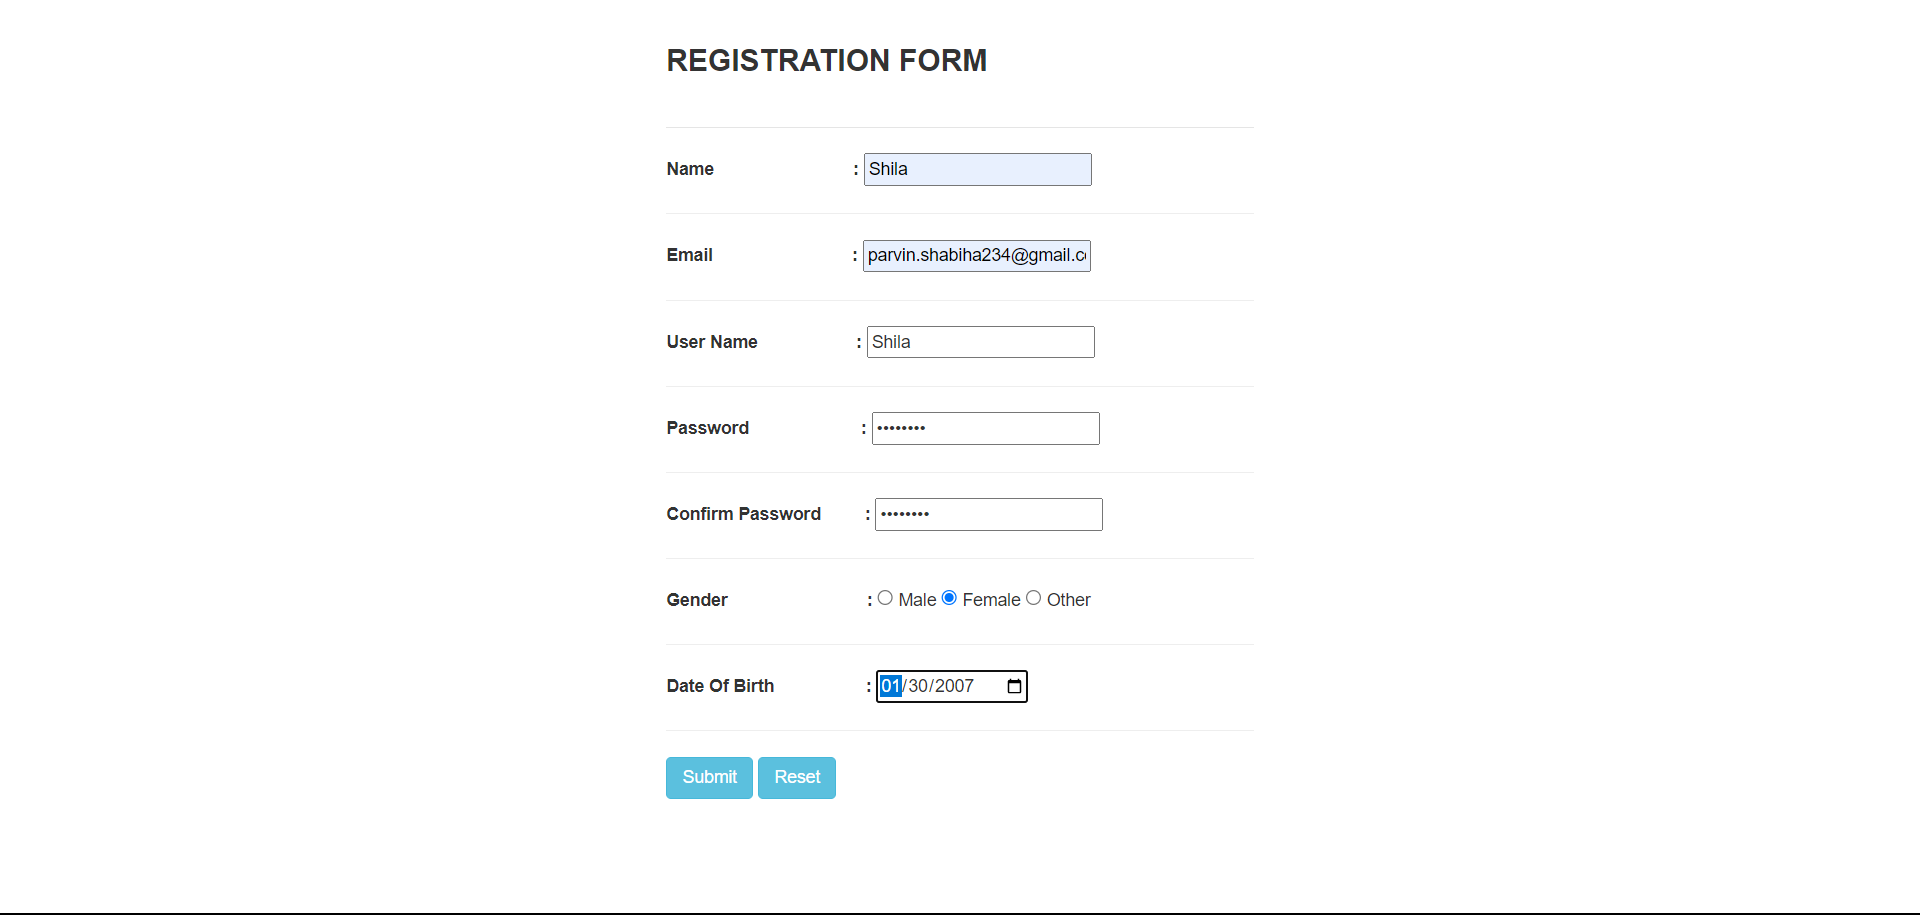 REGISTRATION FORM
Name : Shila
Email : parvin.shabiha234@gmail.c
User Name : Shila
Password : ••••••••
Confirm Password : ••••••••
Gender : Male Female Other
Date Of Birth : 01/30/2007
Submit Reset